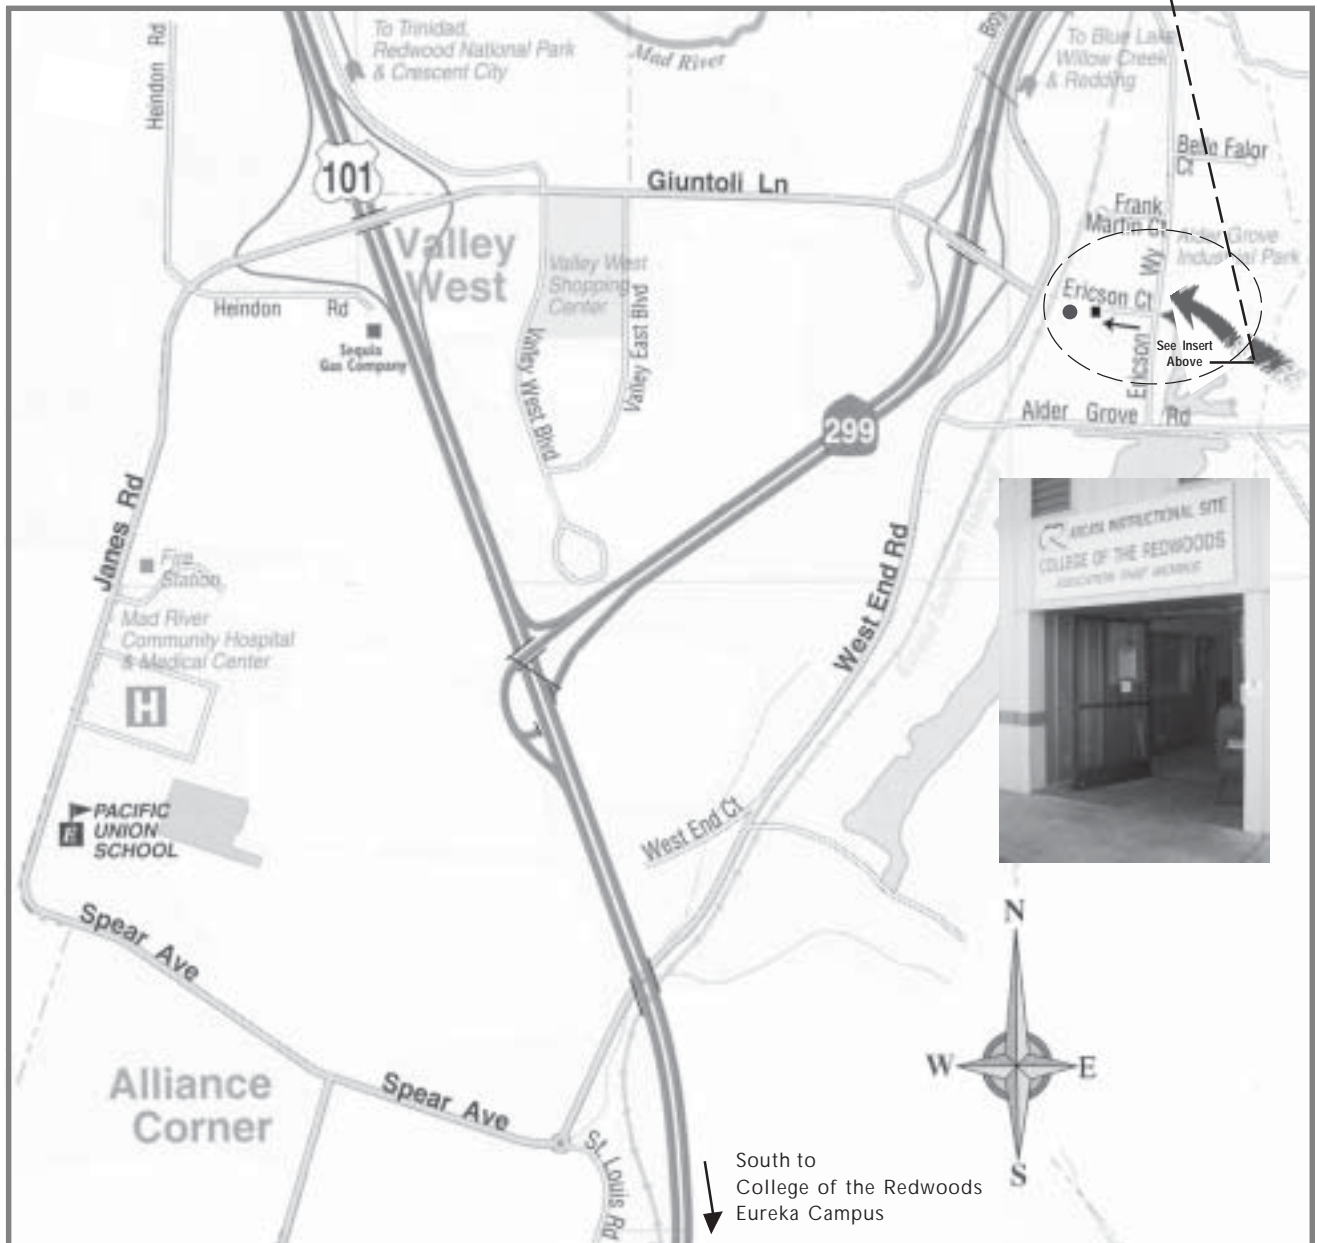 Heindon Rd
To Trinidad,
Redwood National Park
& Crescent City
Mad River
To Blue Lake
Willow Creek
& Redding
101
Giuntoli Ln
Belle Falor
Ct
Frank
Martin Ct
Alder Grove
Industrial Park
Valley
West
Valley West
Shopping
Center
Ericson Ct
Ericson Wy
See Insert
Above
Heindon Rd
Sequia
Gas Company
Valley West Blvd
Valley East Blvd
299
Alder Grove Rd
Janes Rd
Fire
Station
West End Rd
CR ARCATA INSTRUCTIONAL SITE
COLLEGE OF THE REDWOODS
EDUCATION THAT WORKS
Mad River
Community Hospital
& Medical Center
H
PACIFIC
UNION
SCHOOL
West End Ct
Spear Ave
N
W E
S
Alliance
Corner
Spear Ave
St. Louis Rd
South to
College of the Redwoods
Eureka Campus